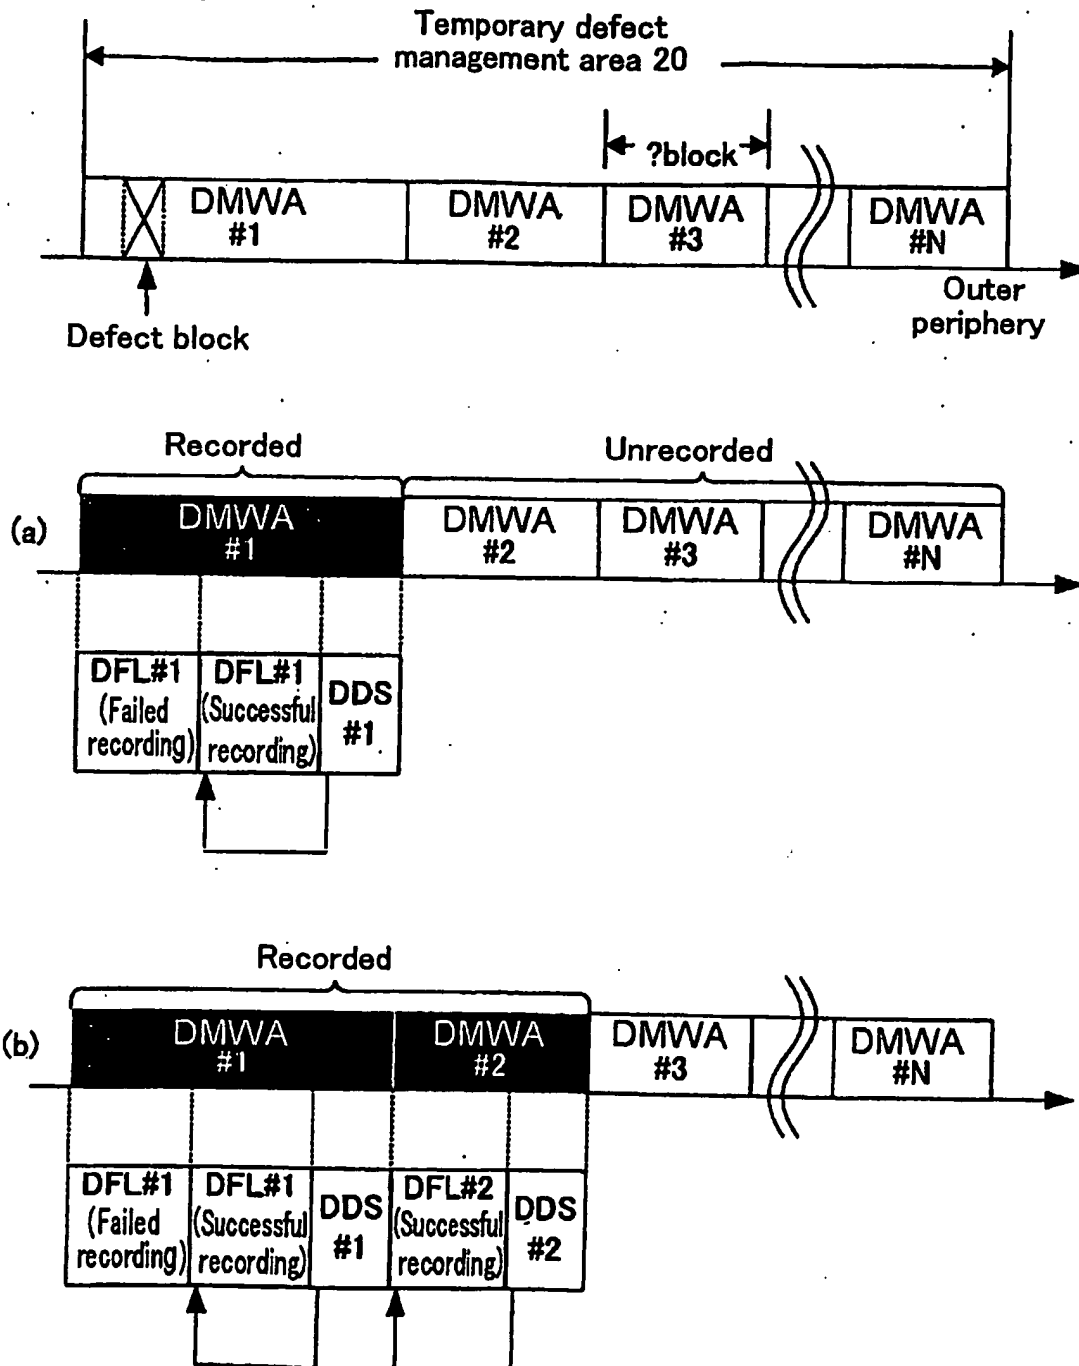 Temporary defect
management area 20
?block
DMWA
#1
DMWA
#2
DMWA
#3
DMWA
#N
Outer
periphery
Defect block
Recorded
Unrecorded
(a)
DMWA
#1
DMWA
#2
DMWA
#3
DMWA
#N
DFL#1
(Failed
recording)
DFL#1
(Successful
recording)
DDS
#1
Recorded
(b)
DMWA
#1
DMWA
#2
DMWA
#3
DMWA
#N
DFL#1
(Failed
recording)
DFL#1
(Successful
recording)
DDS
#1
DFL#2
(Successful
recording)
DDS
#2